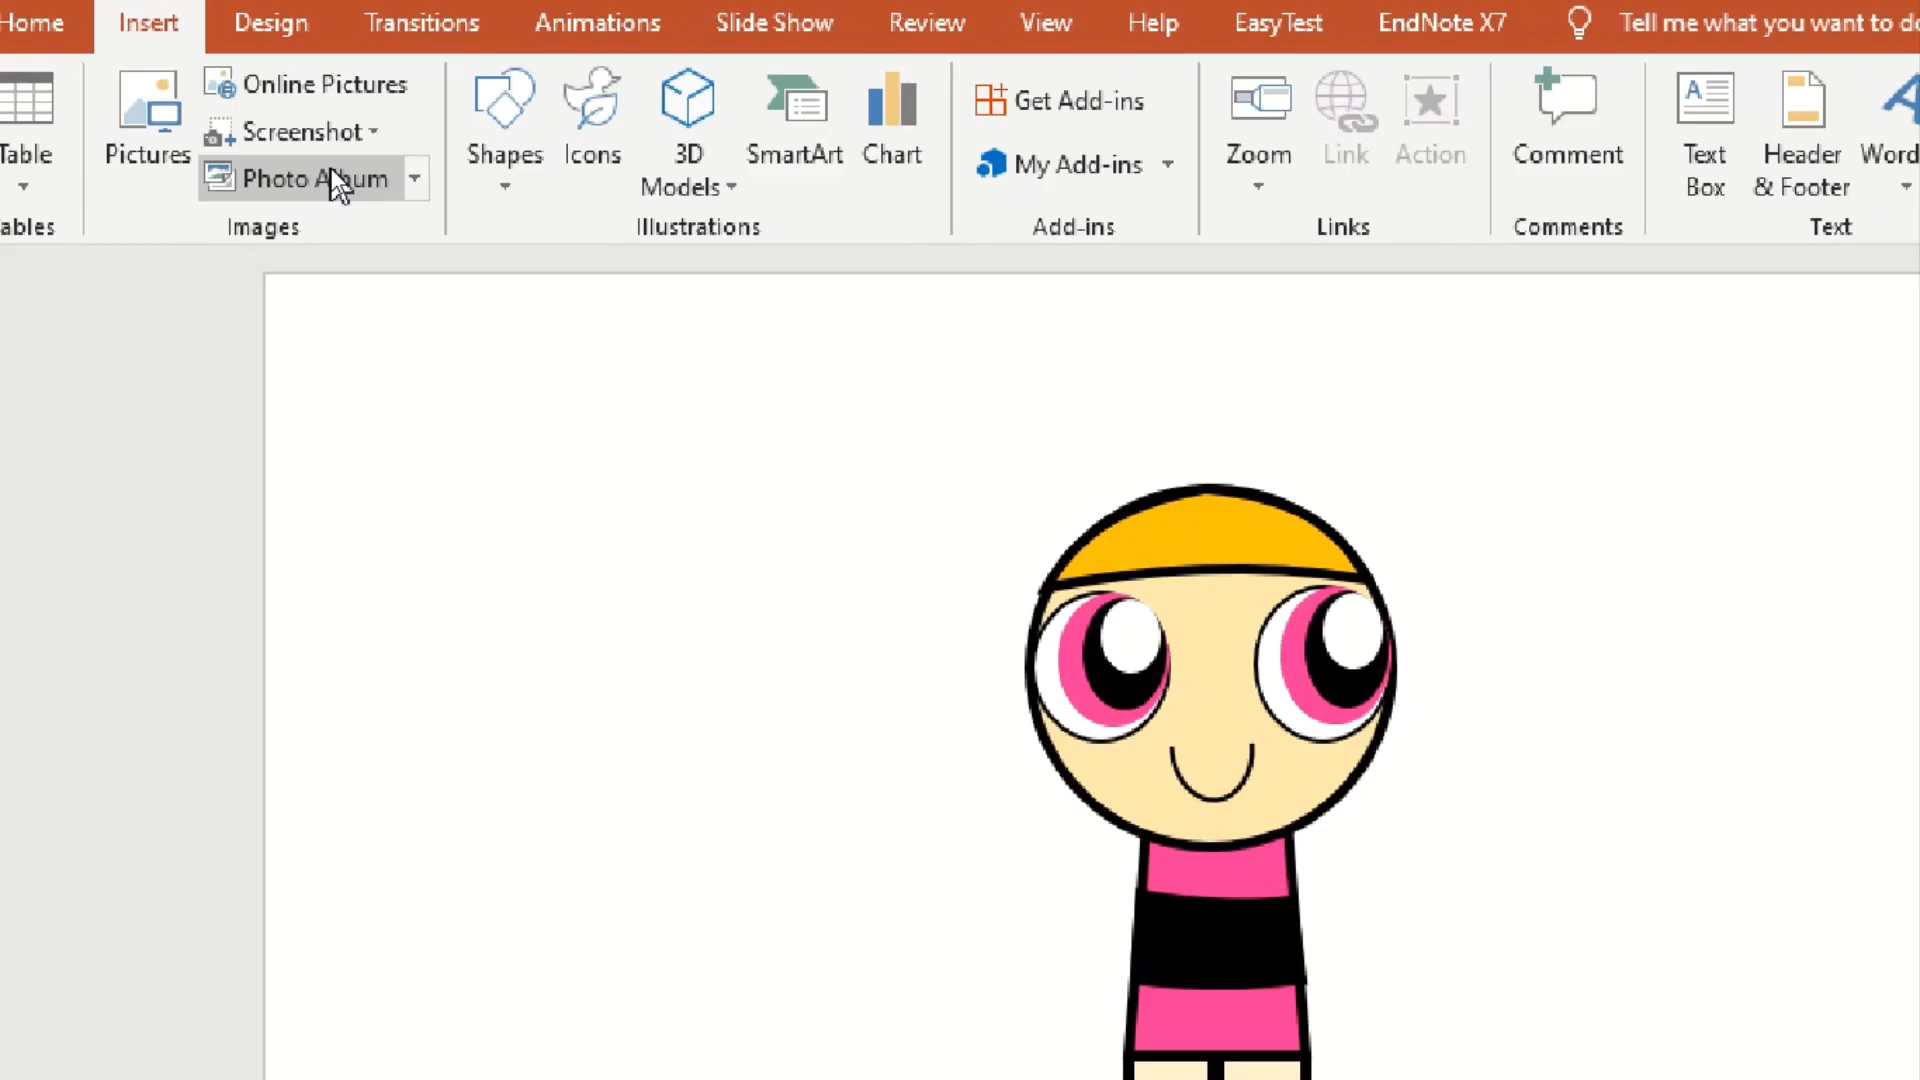 Home Insert Design Transitions Animations Slide Show Review View Help EasyTest EndNote X7 Tell me what you want to do
Table
Pictures
Online Pictures
Screenshot
Photo Album
Images
Shapes
Icons
3D
Models
SmartArt
Chart
Illustrations
Get Add-ins
My Add-ins
Add-ins
Zoom
Link
Action
Links
Comment
Comments
Text
Box
Header
& Footer
Word
Text
ables